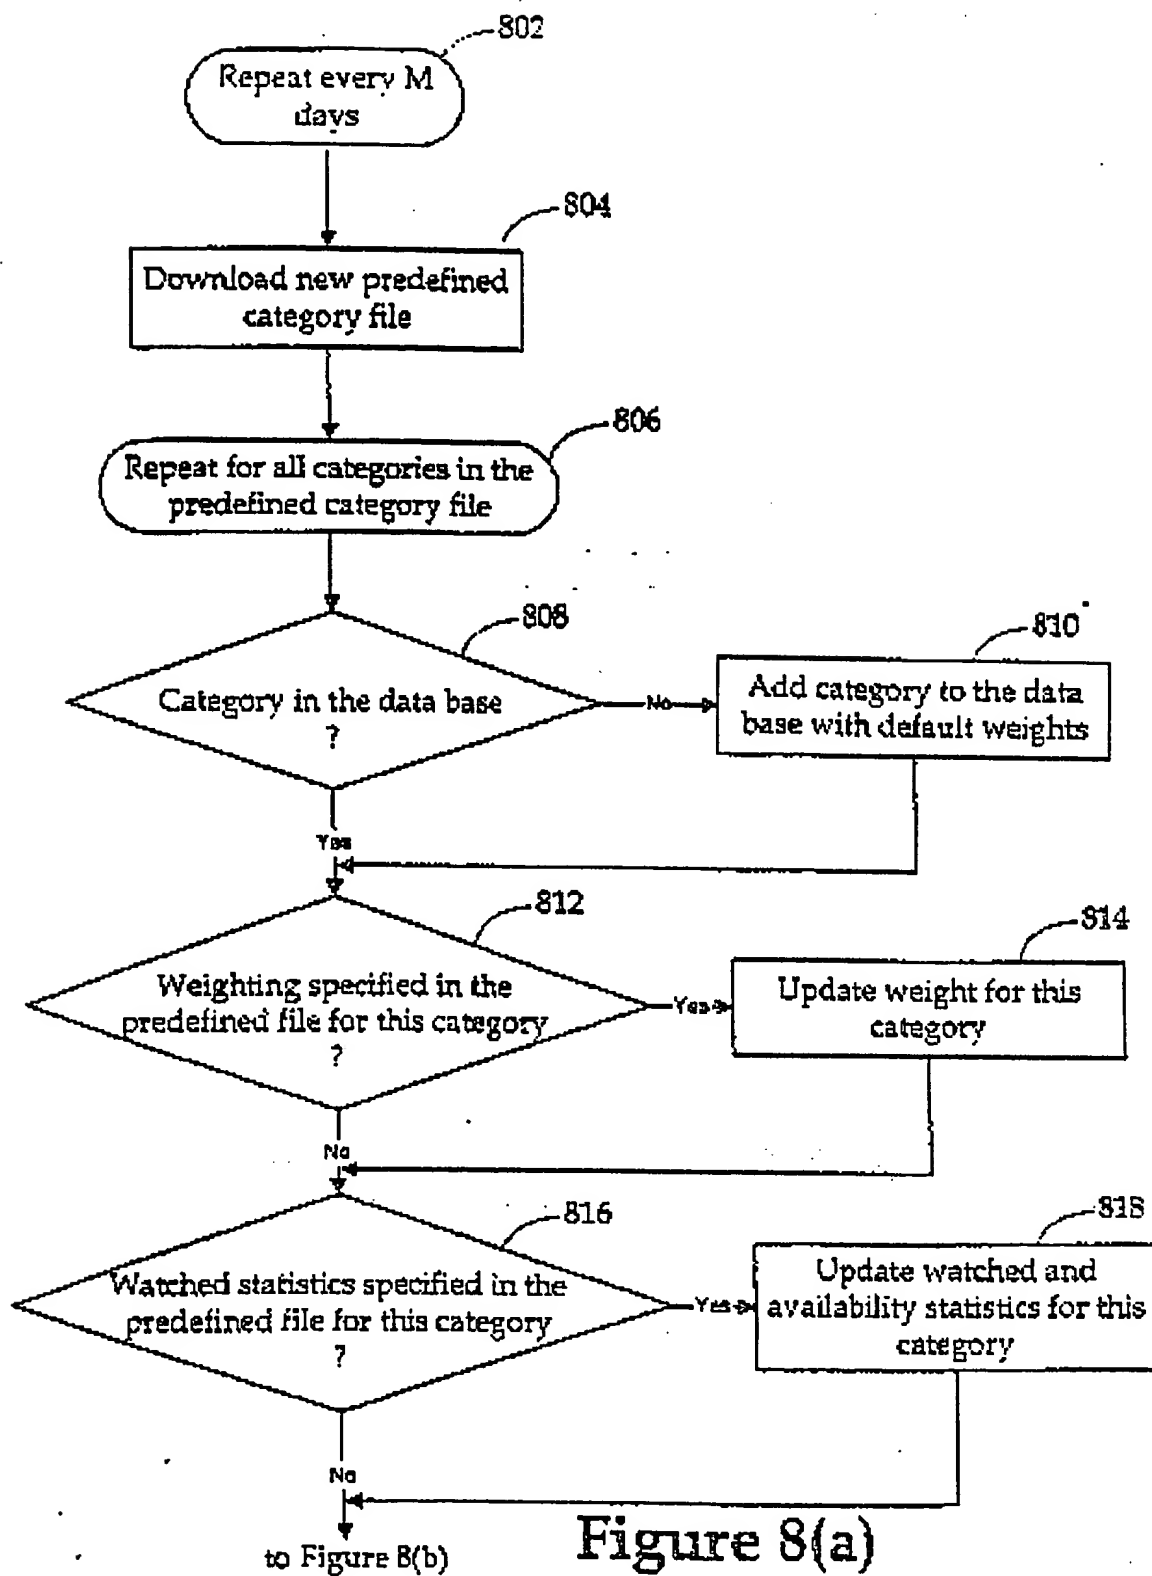 802
Repeat every M
days
804
Download new predefined
category file
806
Repeat for all categories in the
predefined category file
808
Category in the data base
?
No
810
Add category to the data
base with default weights
Yes
812
Weighting specified in the
predefined file for this category
?
Yes
814
Update weight for this
category
No
816
Watched statistics specified in the
predefined file for this category
?
Yes
818
Update watched and
availability statistics for this
category
No
to Figure 8(b)
Figure 8(a)